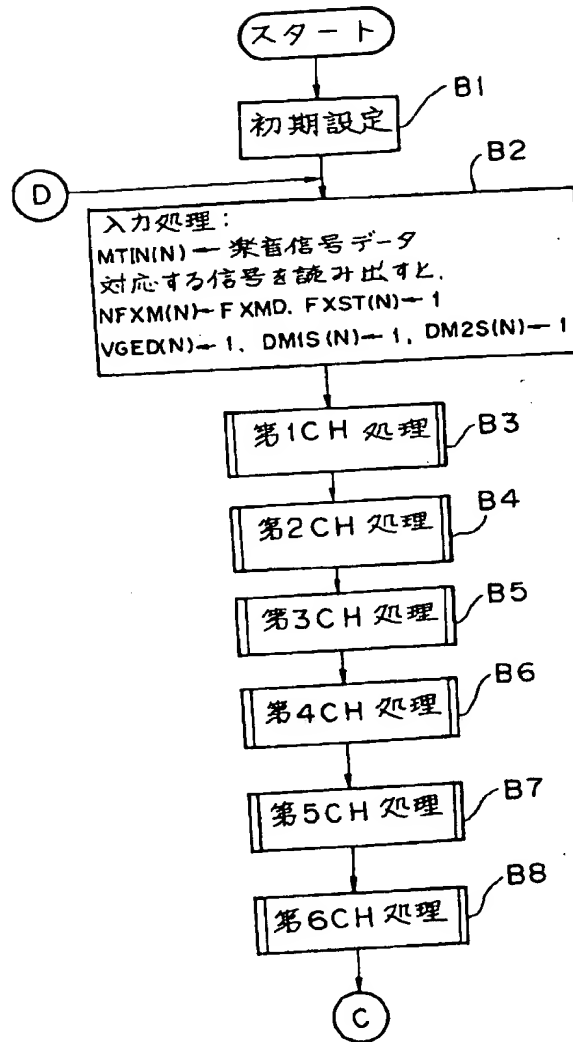 スタート
初期設定
B1
D
B2
入力処理:
MTIN(N)←楽音信号データ
対応する信号を読み出すと.
NFXM(N)←FXMD. FXST(N)←1
VGED(N)←1. DM1S(N)←1, DM2S(N)←1
第1CH 処理
B3
第2CH 処理
B4
第3CH 処理
B5
第4CH 処理
B6
第5CH 処理
B7
第6CH 処理
B8
C